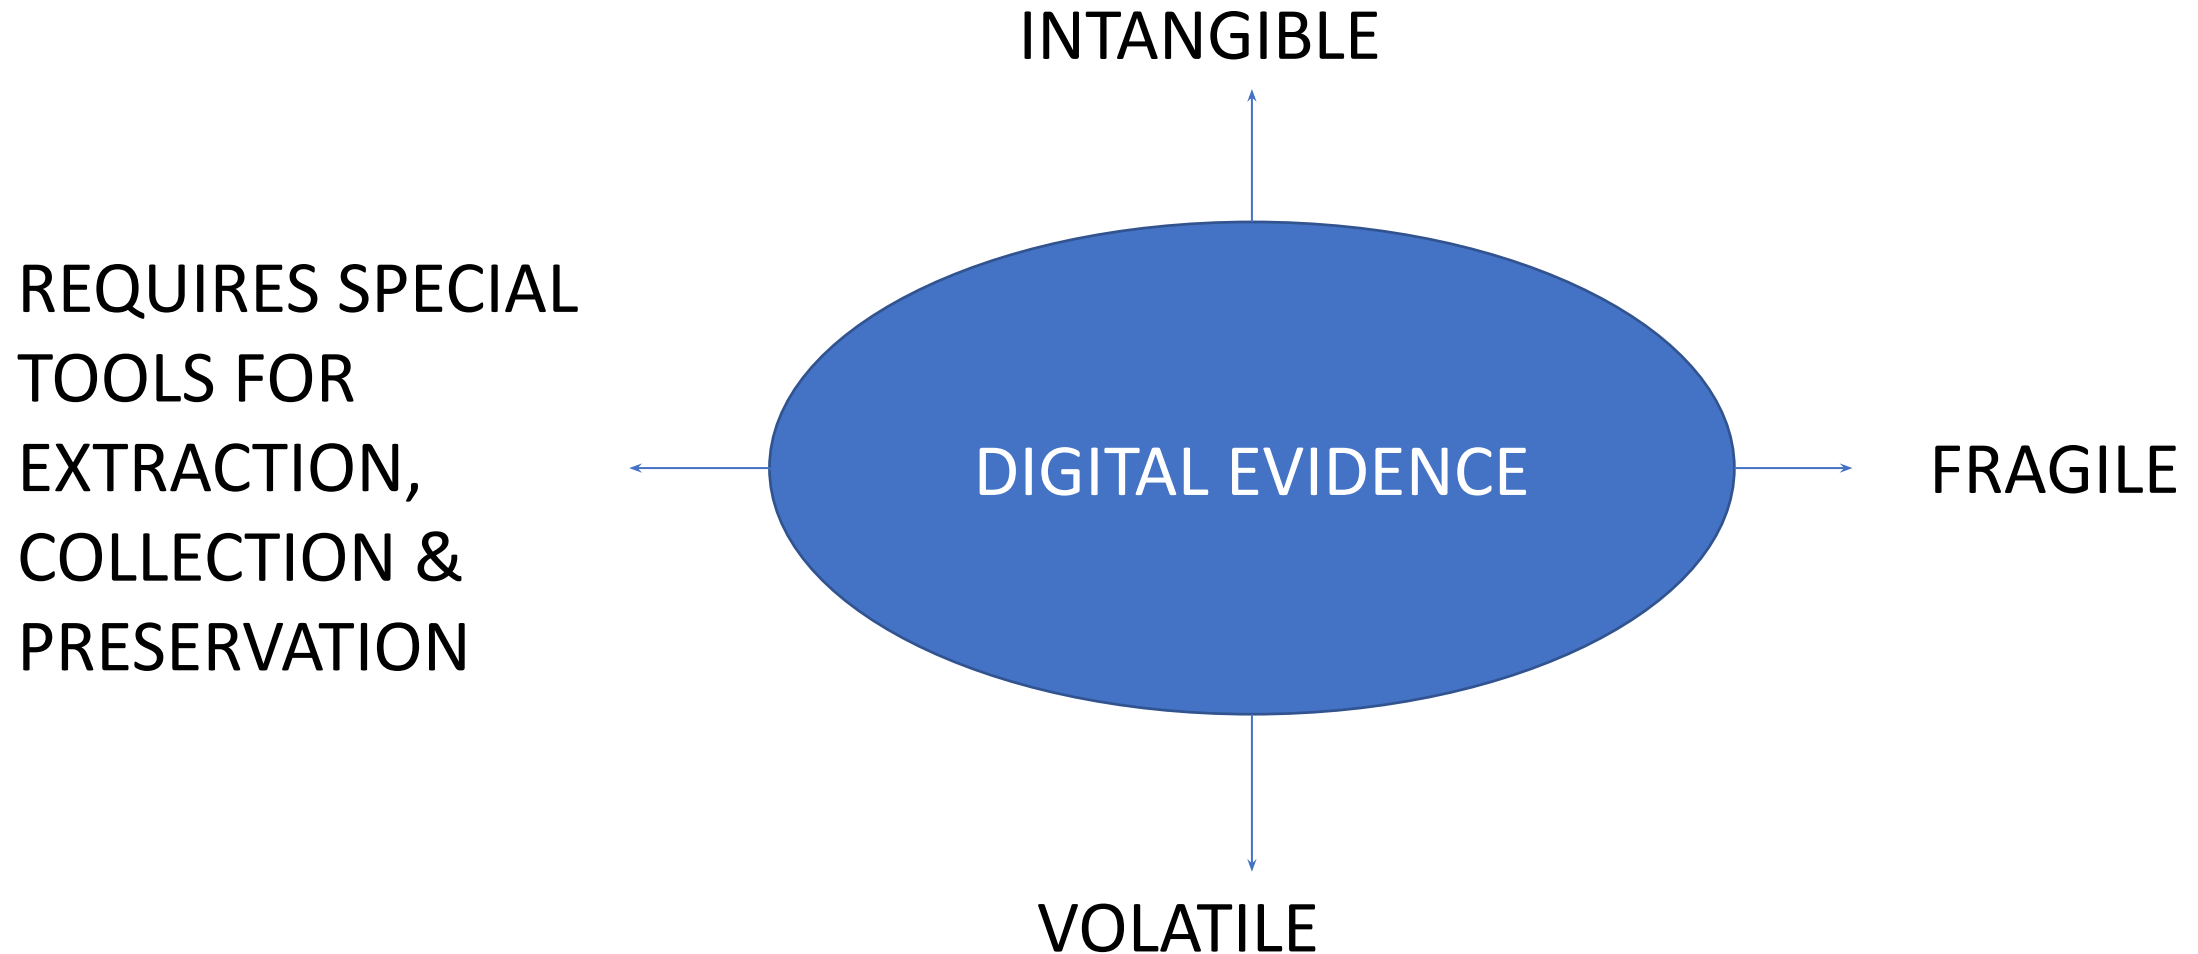 INTANGIBLE
REQUIRES SPECIAL
TOOLS FOR
EXTRACTION,
COLLECTION &
PRESERVATION
DIGITAL EVIDENCE
FRAGILE
VOLATILE